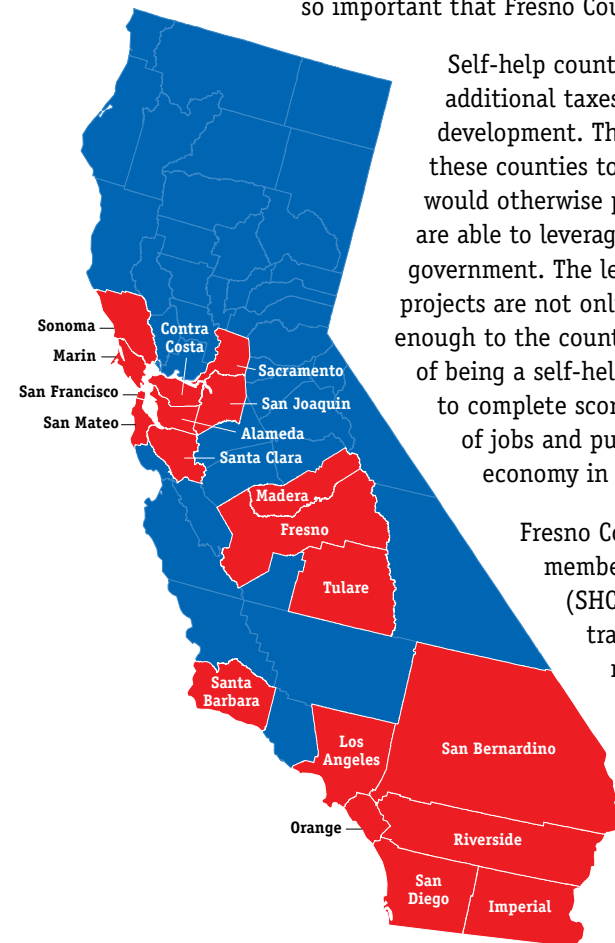 so important that Fresno Cou
Self-help count
additional taxes
development. Th
these counties to
would otherwise p
are able to leverag
government. The le
projects are not onl
enough to the count
of being a self-hel
to complete scor
of jobs and pu
economy in
Fresno Co
membe
(SHC
tra
Sonoma
Marin
San Francisco
San Mateo
Contra
Costa
Sacramento
San Joaquin
Alameda
Santa Clara
Madera
Fresno
Tulare
Santa
Barbara
Los
Angeles
San Bernardino
Orange
Riverside
San
Diego
Imperial